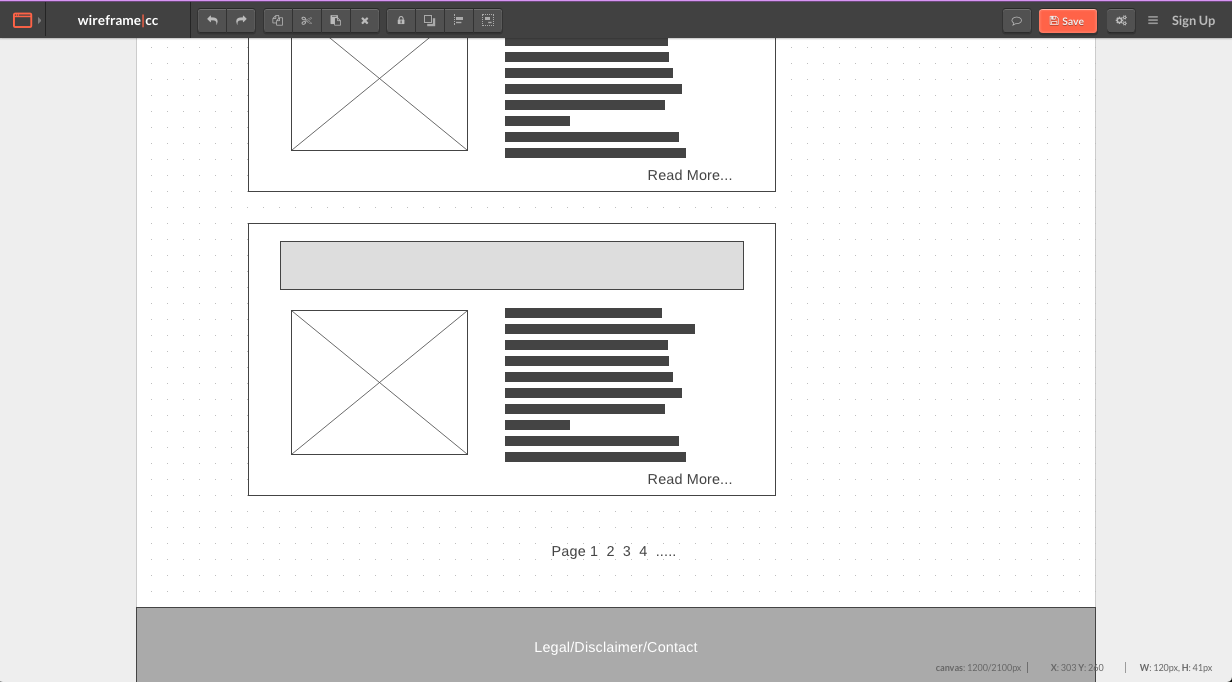 wireframe|cc
Save
Sign Up
Read More...
Read More...
Page 1 2 3 4 .....
Legal/Disclaimer/Contact
canvas: 1200/2100px | X: 303 Y: 260 | W: 120px, H: 41px